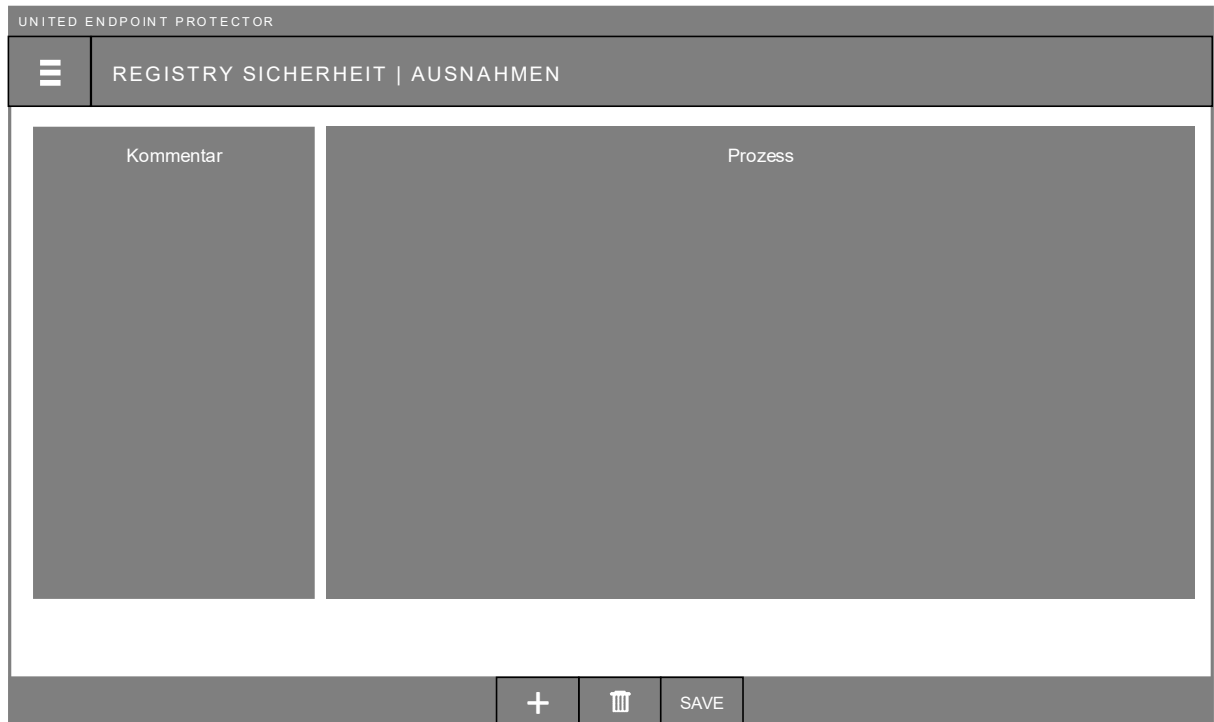 UNITED ENDPOINT PROTECTOR
REGISTRY SICHERHEIT | AUSNAHMEN
Kommentar
Prozess
SAVE